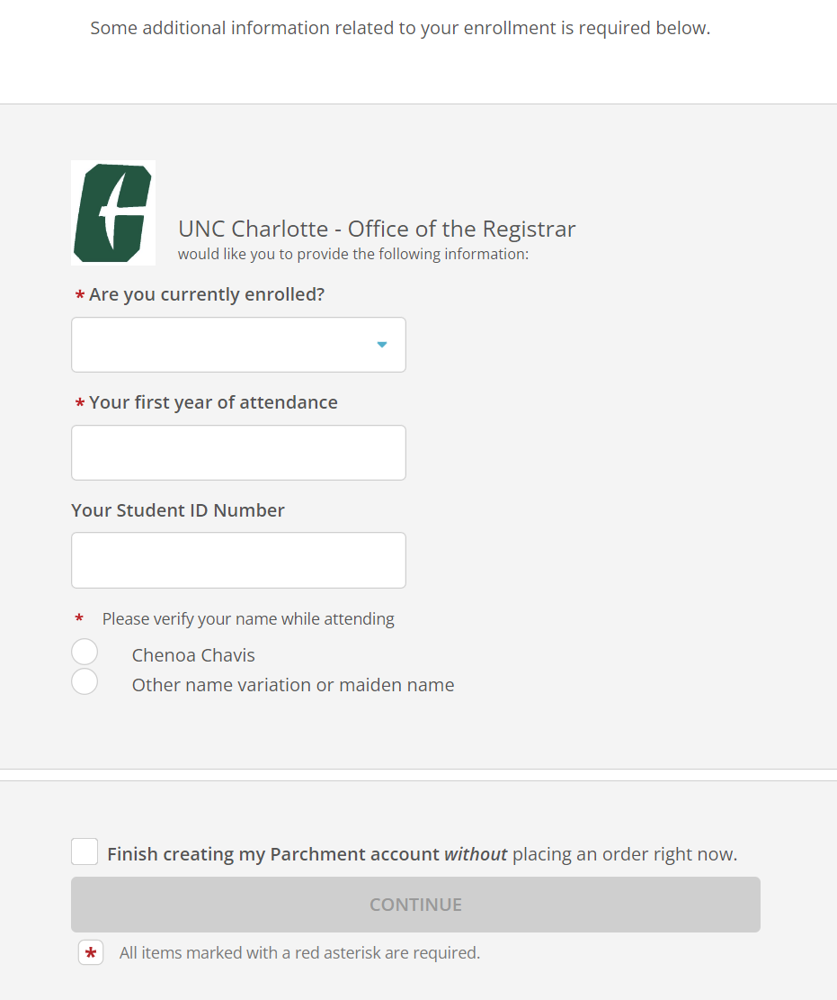 Some additional information related to your enrollment is required below.
UNC Charlotte - Office of the Registrar
would like you to provide the following information:
* Are you currently enrolled?
* Your first year of attendance
Your Student ID Number
* Please verify your name while attending
Chenoa Chavis
Other name variation or maiden name
Finish creating my Parchment account without placing an order right now.
CONTINUE
* All items marked with a red asterisk are required.